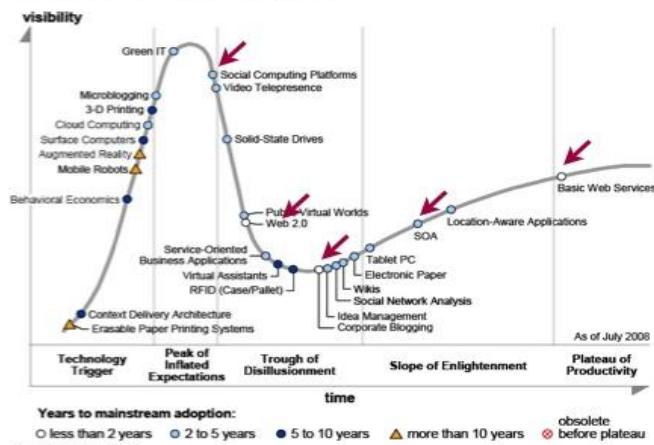 visibility
Green IT
Social Computing Platforms
Video Telepresence
Microblogging
3-D Printing
Cloud Computing
Surface Computers
Augmented Reality
Mobile Robots
Solid-State Drives
Basic Web Services
Behavioral Economics
Public Virtual Worlds
Web 2.0
Location-Aware Applications
SOA
Service-Oriented
Business Applications
Virtual Assistants
RFID (Case/Pallet)
Tablet PC
Electronic Paper
Wikis
Social Network Analysis
Idea Management
Corporate Blogging
Context Delivery Architecture
Erasable Paper Printing Systems
As of July 2008
Technology
Trigger
Peak of
Inflated
Expectations
Trough of
Disillusionment
Slope of Enlightenment
Plateau of
Productivity
time
Years to mainstream adoption:
less than 2 years
2 to 5 years
5 to 10 years
more than 10 years
obsolete
before plateau